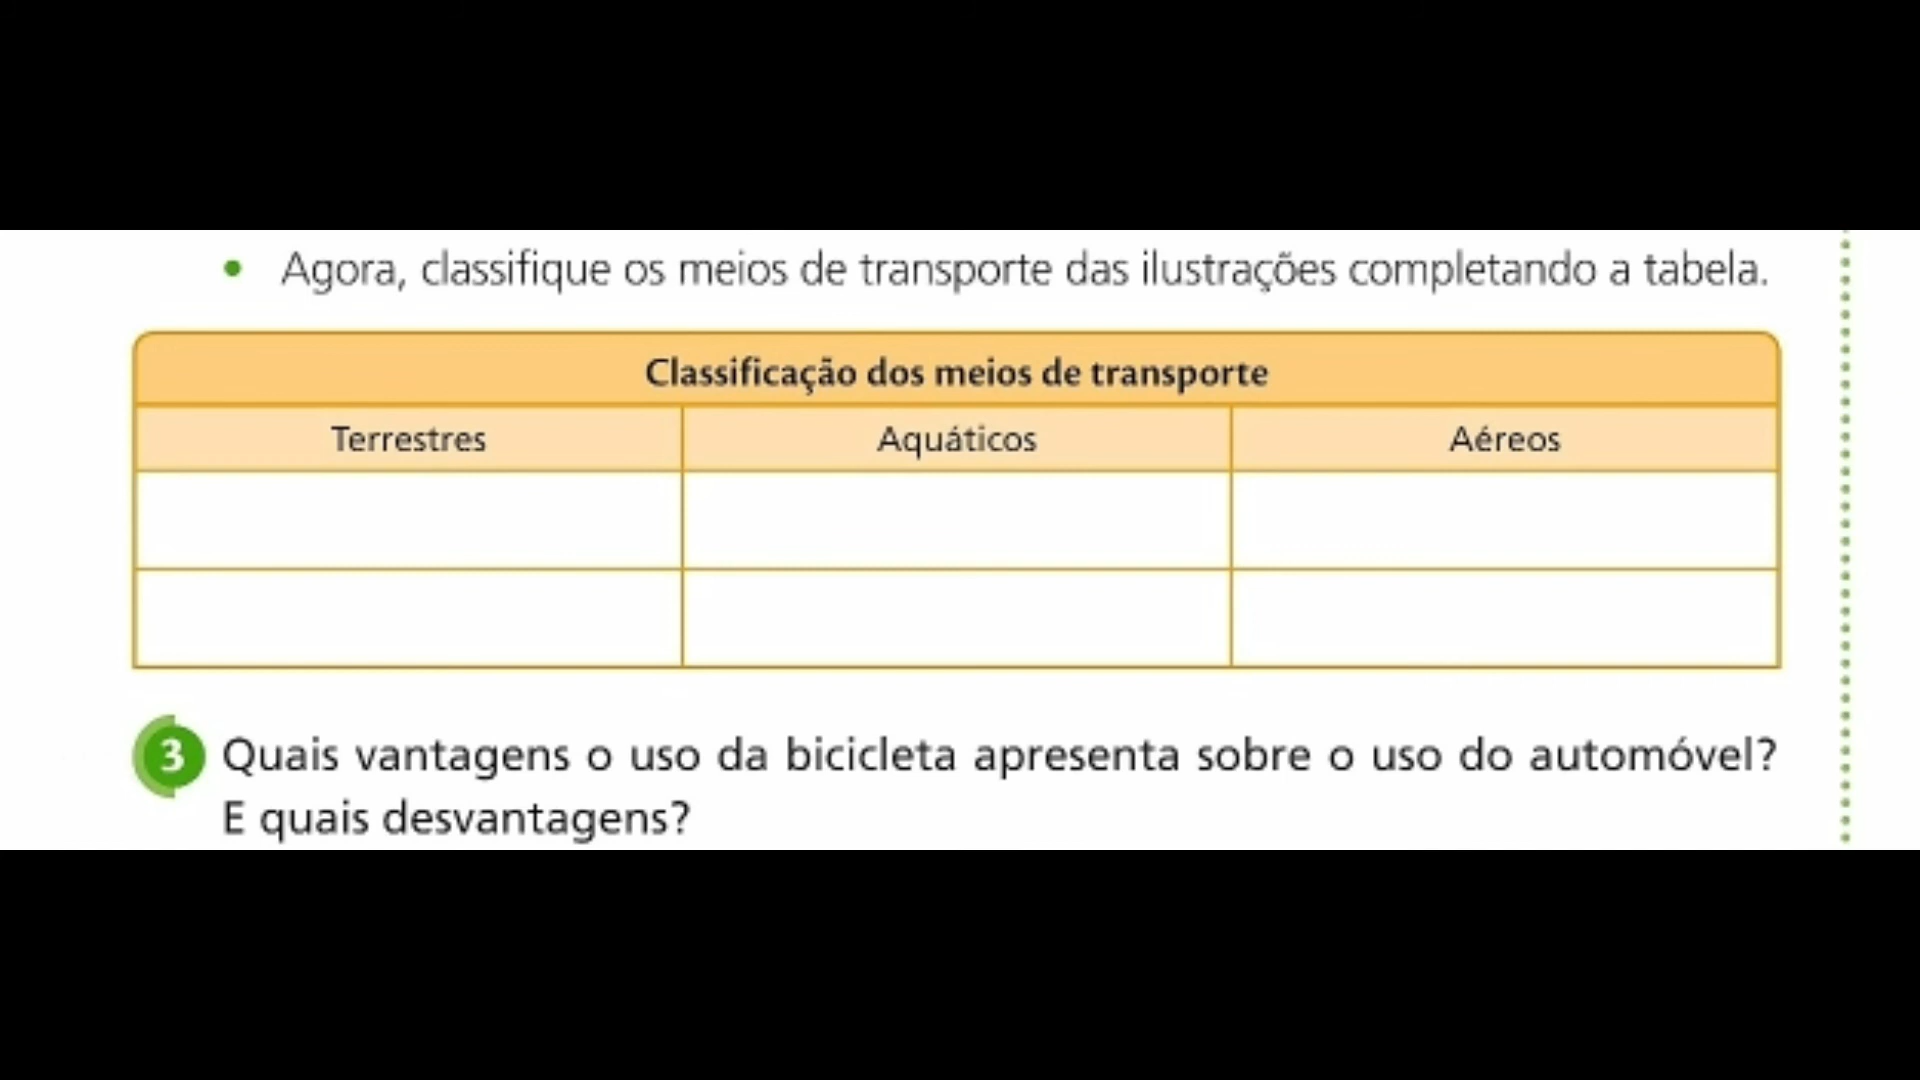 • Agora, classifique os meios de transporte das ilustrações completando a tabela.
Classificação dos meios de transporte
Terrestres Aquáticos Aéreos
3 Quais vantagens o uso da bicicleta apresenta sobre o uso do automóvel?
E quais desvantagens?